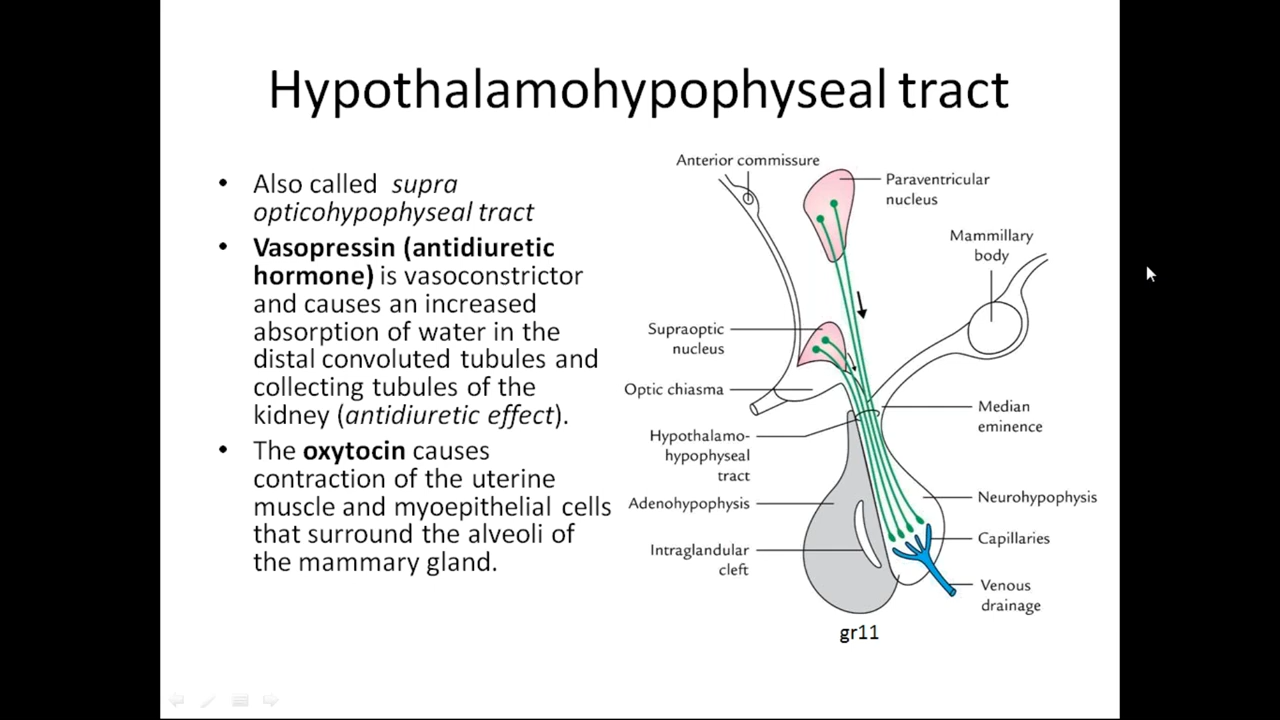 Hypothalamohypophyseal tract
• Also called supra
opticohypophyseal tract
• Vasopressin (antidiuretic
hormone) is vasoconstrictor
and causes an increased
absorption of water in the
distal convoluted tubules and
collecting tubules of the
kidney (antidiuretic effect).
• The oxytocin causes
contraction of the uterine
muscle and myoepithelial cells
that surround the alveoli of
the mammary gland.
Anterior commissure
Paraventricular
nucleus
Mammillary
body
Supraoptic
nucleus
Optic chiasma
Median
eminence
Hypothalamo-
hypophyseal
tract
Adenohypophysis
Neurohypophysis
Capillaries
Intraglandular
cleft
Venous
drainage
gr11